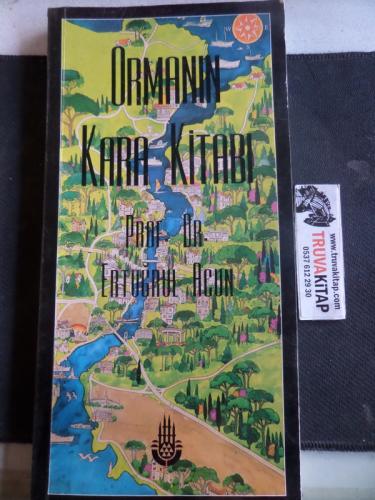 ORMANIN
KARA KİTABI
PROF. DR.
ERTUĞRUL ACUN
www.truvakitap.com
TRUVAKİTAP
0537 612 29 30